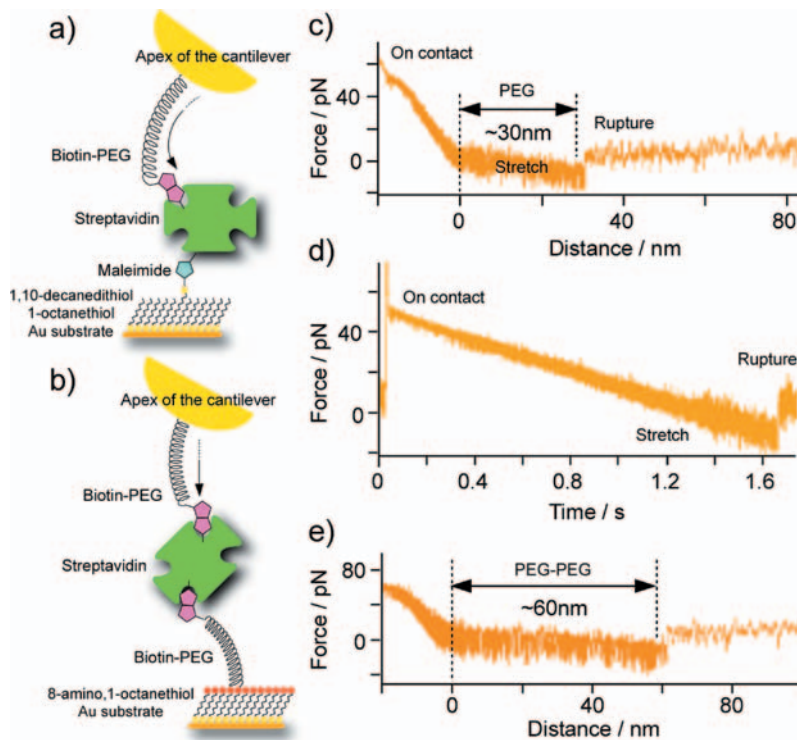 a)
Apex of the cantilever
Biotin-PEG
Streptavidin
Maleimide
1,10-decanedithiol
1-octanethiol
Au substrate
b)
Apex of the cantilever
Biotin-PEG
Streptavidin
Biotin-PEG
8-amino,1-octanethiol
Au substrate
c)
On contact
PEG
~30nm
Rupture
Stretch
Force / pN
40
0
0 40 80
Distance / nm
d)
On contact
Rupture
Stretch
Force / pN
40
0
0 0.4 0.8 1.2 1.6
Time / s
e)
PEG-PEG
~60nm
Force / pN
80
0
0 40 80
Distance / nm